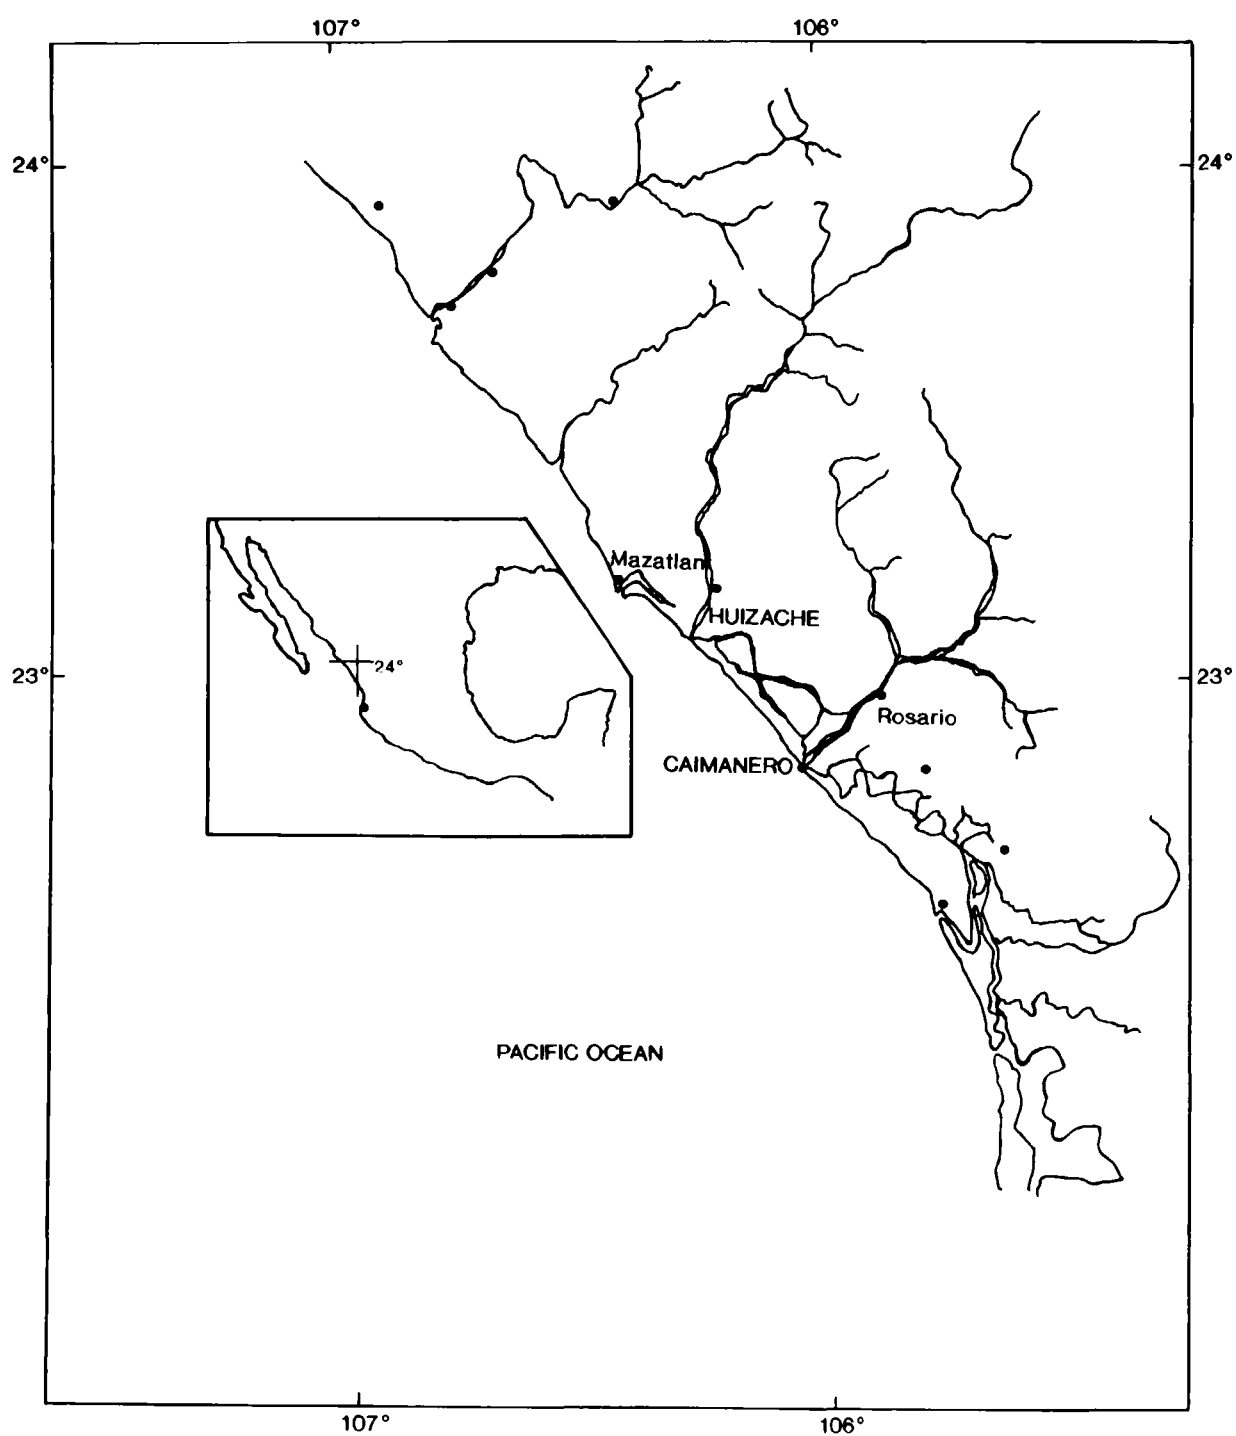 107° 106°
24° 24°
Mazatlan
HUIZACHE
24°
23° 23°
Rosario
CAIMANERO
PACIFIC OCEAN
107° 106°